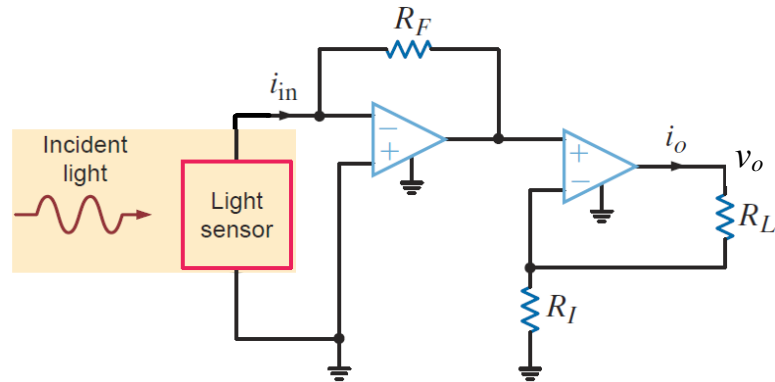 R_F
i_in
Incident
light
Light
sensor
−
+
+
−
i_o
v_o
R_L
R_I